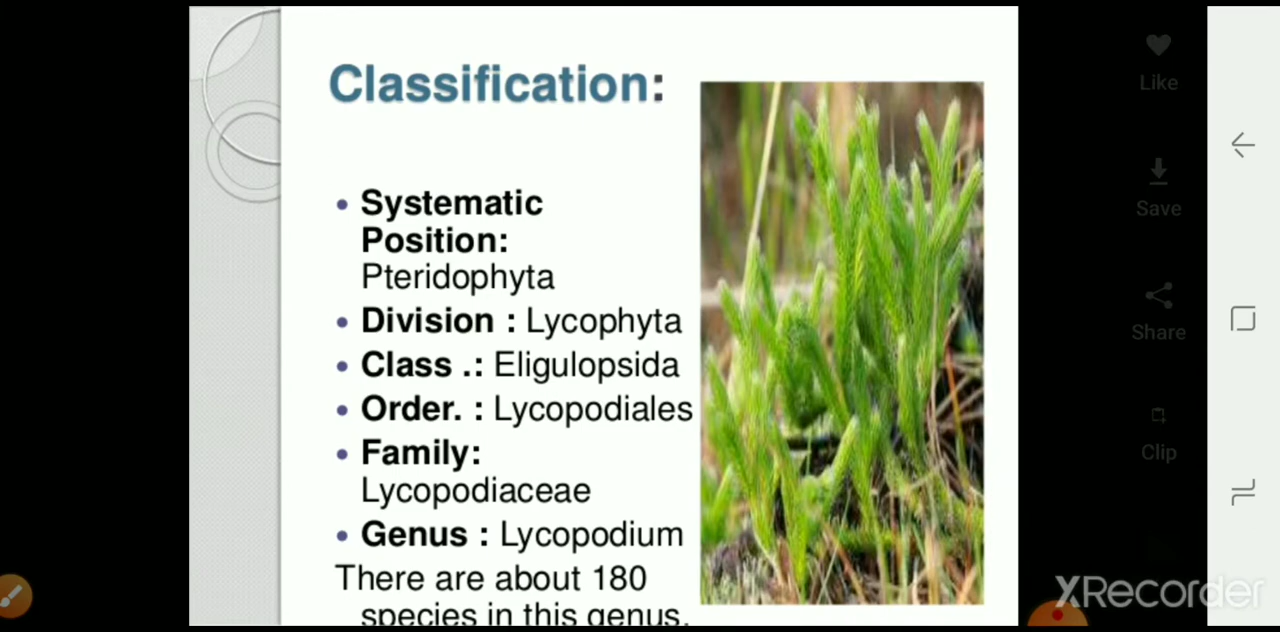 Classification:
Systematic
Position:
Pteridophyta
Division : Lycophyta
Class .: Eligulopsida
Order. : Lycopodiales
Family:
Lycopodiaceae
Genus : Lycopodium
There are about 180
species in this genus.
Like
Save
Share
Clip
XRecorder